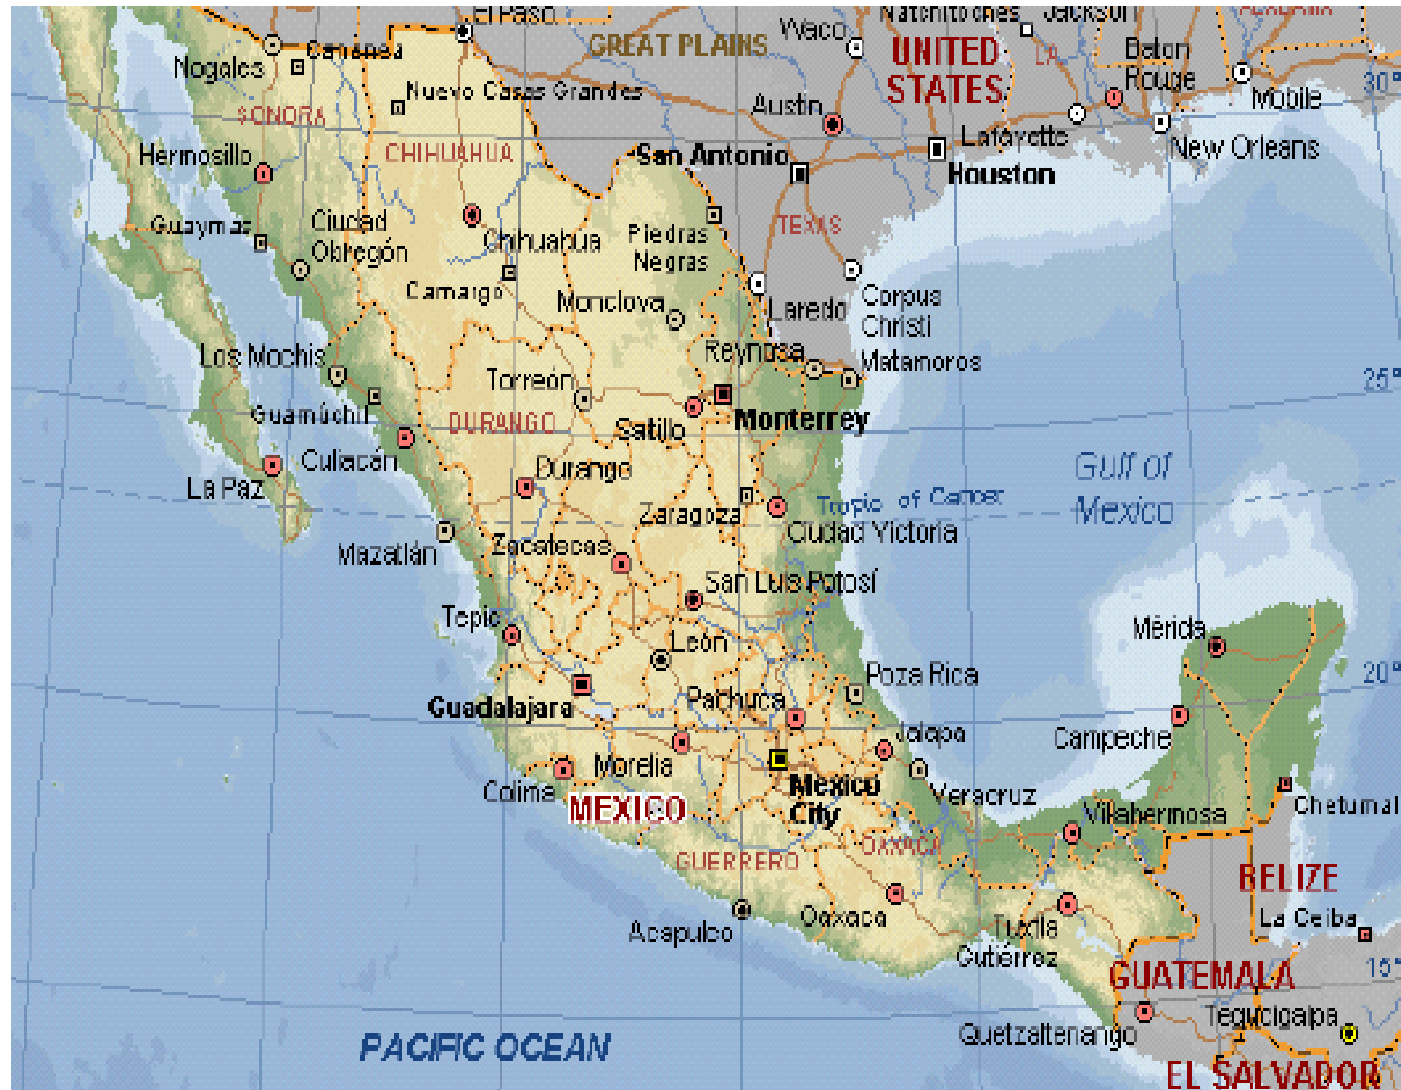 El Paso
GREAT PLAINS
Waco
Natchitoches
Jackson
ALABAMA
UNITED
STATES
LA
Baton
Rouge
Nogales
Cananea
Nuevo Casas Grandes
Austin
Mobile
30°
SONORA
CHIHUAHUA
Lafayette
New Orleans
Hermosillo
San Antonio
Houston
Guaymas
Ciudad
Obregón
Chihuahua
Piedras
Negras
TEXAS
Camargo
Monclova
Laredo
Corpus
Christi
Los Mochis
Reynosa
Matamoros
Torreón
25°
Guamúchil
DURANGO
Satillo
Monterrey
Culiacán
Durango
Gulf of
Mexico
La Paz
Zaragoza
Tropic of Cancer
Ciudad Victoria
Mazatlán
Zacatecas
San Luis Potosí
Tepic
León
Mérida
Poza Rica
20°
Guadalajara
Pachuca
Jalapa
Campeche
Colima
Morelia
Mexico
City
Veracruz
Chetumal
MEXICO
Villahermosa
GUERRERO
OAXACA
BELIZE
Acapulco
Oaxaca
Tuxtla
Gutiérrez
La Ceiba
GUATEMALA
15°
Quetzaltenango
Tegucigalpa
PACIFIC OCEAN
EL SALVADOR